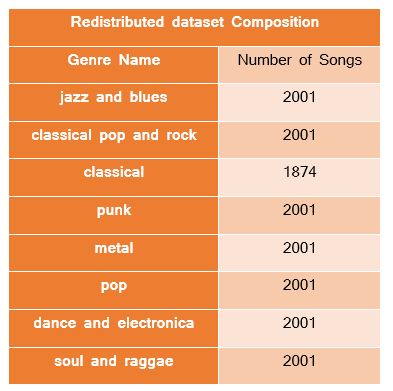 Redistributed dataset Composition
Genre Name Number of Songs
jazz and blues 2001
classical pop and rock 2001
classical 1874
punk 2001
metal 2001
pop 2001
dance and electronica 2001
soul and raggae 2001